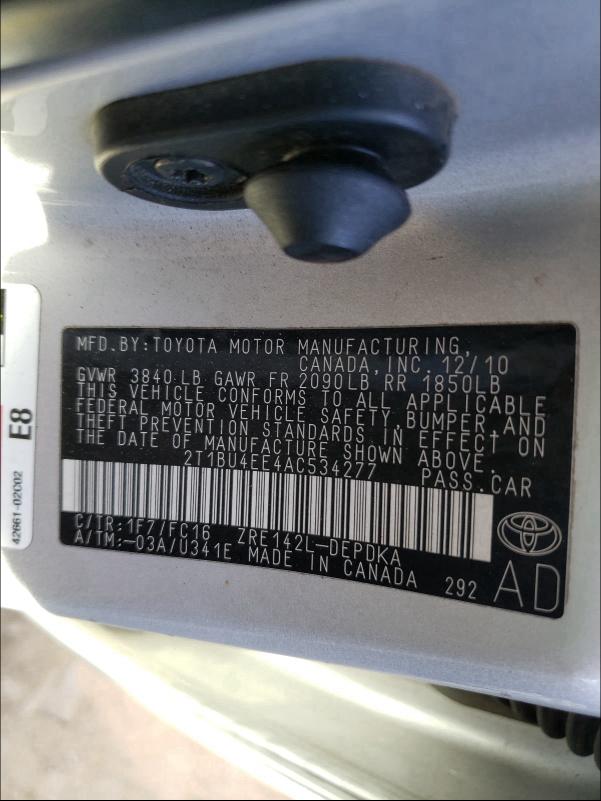 MFD.BY:TOYOTA MOTOR MANUFACTURING,
CANADA,INC.12/10
GVWR 3840 LB GAWR FR 2090LB RR 1850LB
THIS VEHICLE CONFORMS TO ALL APPLICABLE
FEDERAL MOTOR VEHICLE SAFETY,BUMPER,AND
THEFT PREVENTION STANDARDS IN EFFECT ON
THE DATE OF MANUFACTURE SHOWN ABOVE.
2T1BU4EE4AC534277
PASS.CAR
C/TR:1F7/FC16 ZRE142L-DEPDKA
A/TM:-03A/U341E MADE IN CANADA 292
AD
E8
42661-02C02